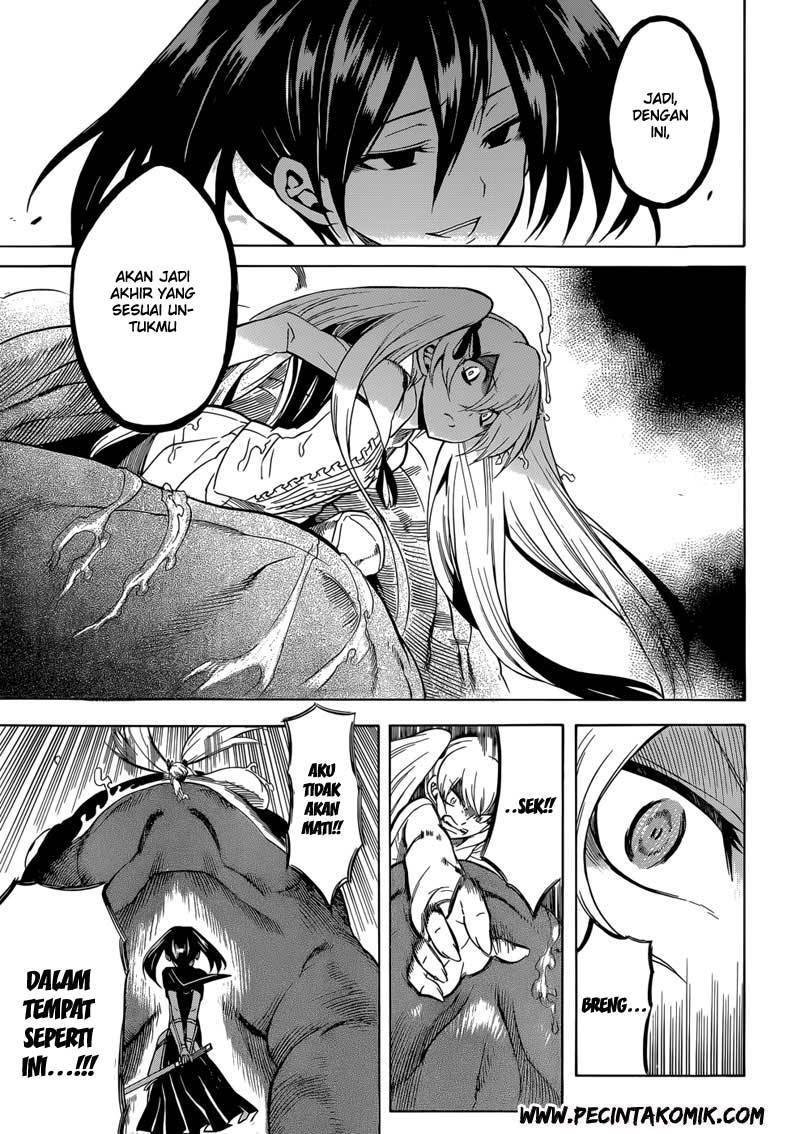 JADI,
DENGAN
INI,
AKAN JADI
AKHIR YANG
SESUAI UN-
TUKMU
BRENG...
..SEK!!
AKU
TIDAK
AKAN
MATI!!
DALAM
TEMPAT
SEPERTI
INI...!!!
WWW.PECINTAKOMIK.COM